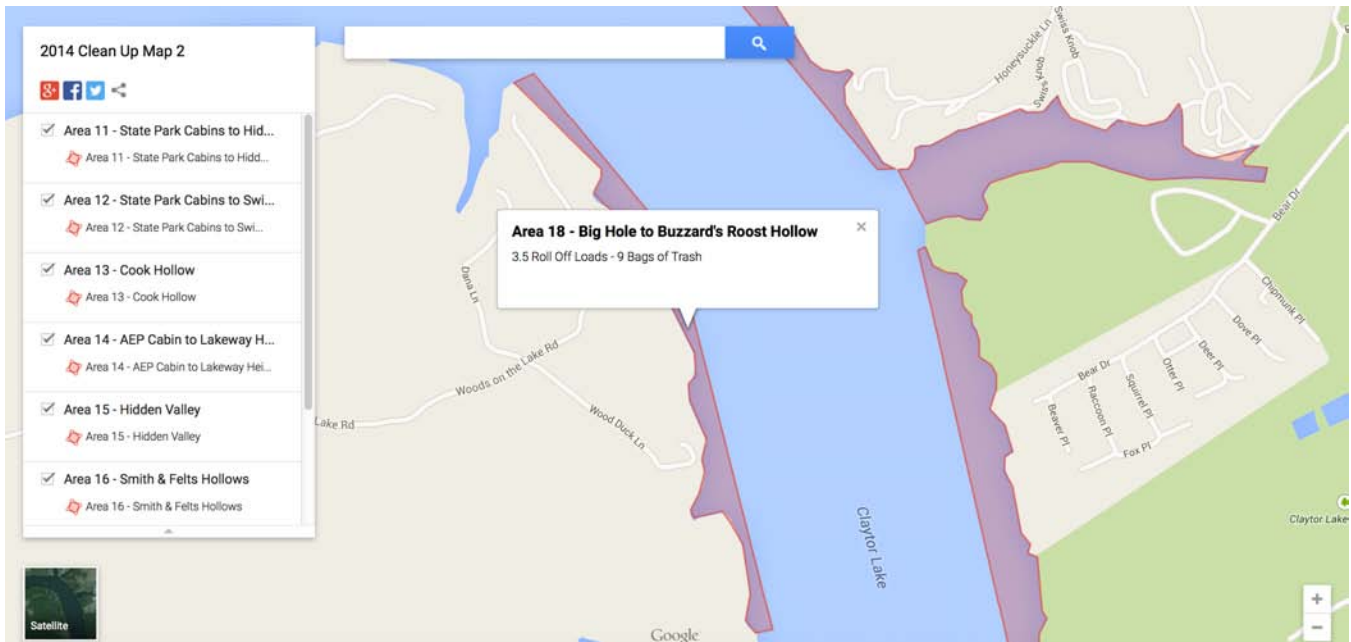 2014 Clean Up Map 2
Area 11 - State Park Cabins to Hid...
Area 11 - State Park Cabins to Hidd...
Area 12 - State Park Cabins to Swi...
Area 12 - State Park Cabins to Swi...
Area 13 - Cook Hollow
Area 13 - Cook Hollow
Area 14 - AEP Cabin to Lakeway H...
Area 14 - AEP Cabin to Lakeway Hei...
Area 15 - Hidden Valley
Area 15 - Hidden Valley
Area 16 - Smith & Felts Hollows
Area 16 - Smith & Felts Hollows
Satellite
Area 18 - Big Hole to Buzzard's Roost Hollow
3.5 Roll Off Loads - 9 Bags of Trash
Honeysuckle Ln
Swiss Knob
Swiss Knob
Bear Dr
Chipmunk Pl
Dove Pl
Deer Pl
Otter Pl
Squirrel Pl
Raccoon Pl
Bear Dr
Beaver Pl
Fox Pl
Dana Ln
Woods on the Lake Rd
Lake Rd
Wood Duck Ln
Claytor Lake
Claytor Lake
Google